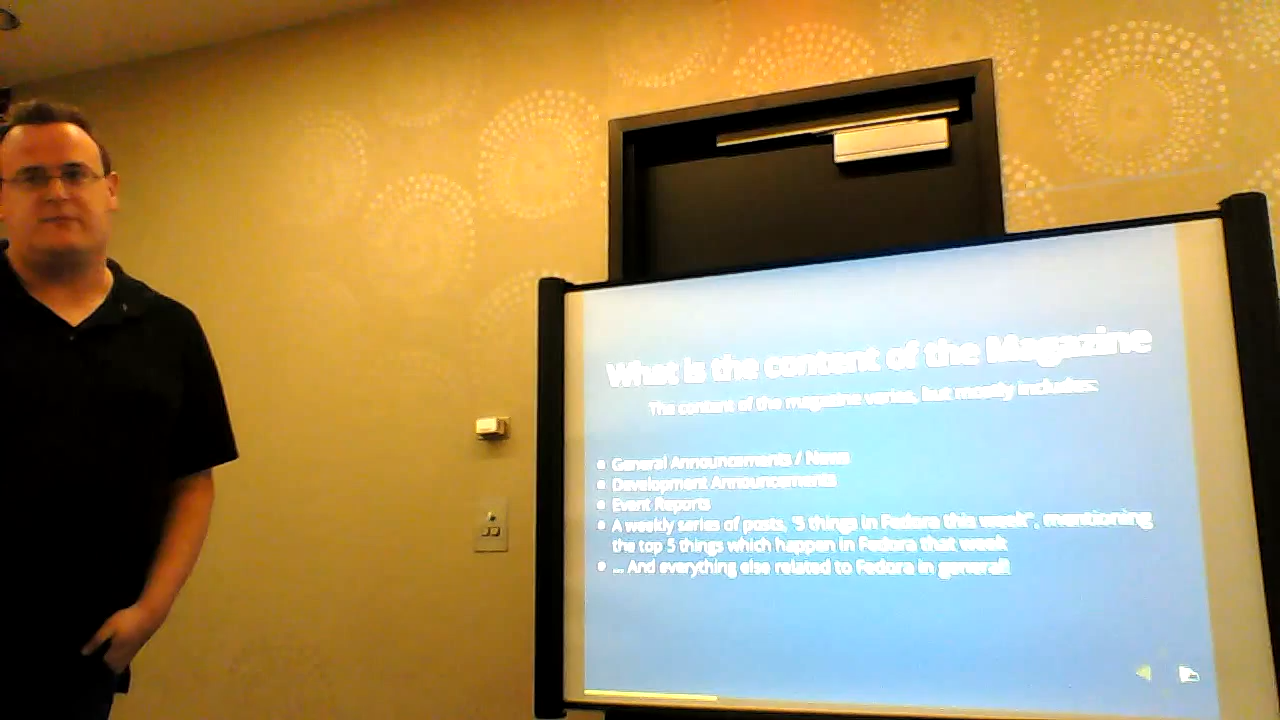 What is the content of the Magazine
The content of the magazine varies, but mostly includes:
General Announcements / News
Development Announcements
Event Reports
A weekly series of posts, "5 things in Fedora this week", mentioning
the top 5 things which happen in Fedora that week
... And everything else related to Fedora in general!